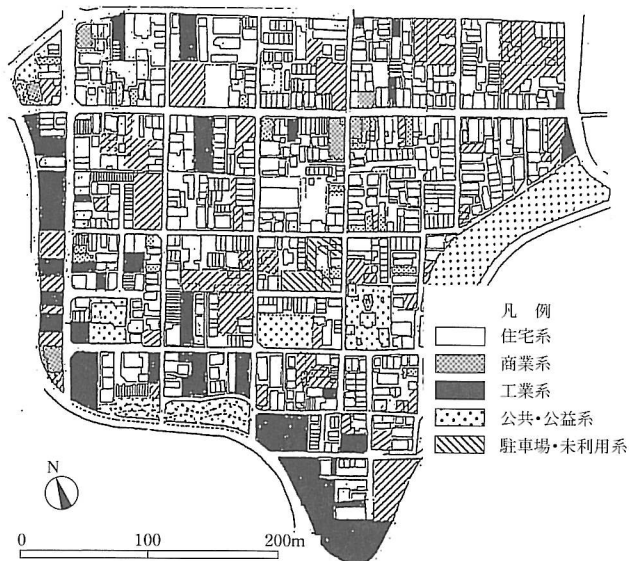 凡 例
住宅系
商業系
工業系
公共・公益系
駐車場・未利用系
N
0 100 200m